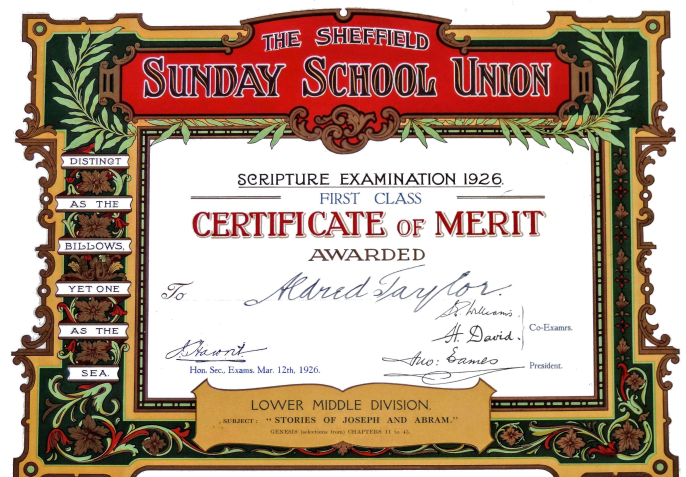 THE SHEFFIELD
SUNDAY SCHOOL UNION
DISTINCT
AS THE
BILLOWS,
YET ONE
AS THE
SEA.
SCRIPTURE EXAMINATION 1926.
FIRST CLASS
CERTIFICATE OF MERIT
AWARDED
To Aldred Taylor.
Williams.
H. David.
Co-Examrs.
Eames
President.
Haworth
Hon. Sec., Exams. Mar. 12th, 1926.
LOWER MIDDLE DIVISION.
SUBJECT: "STORIES OF JOSEPH AND ABRAM."
GENESIS (selections from) CHAPTERS 11 to 45.